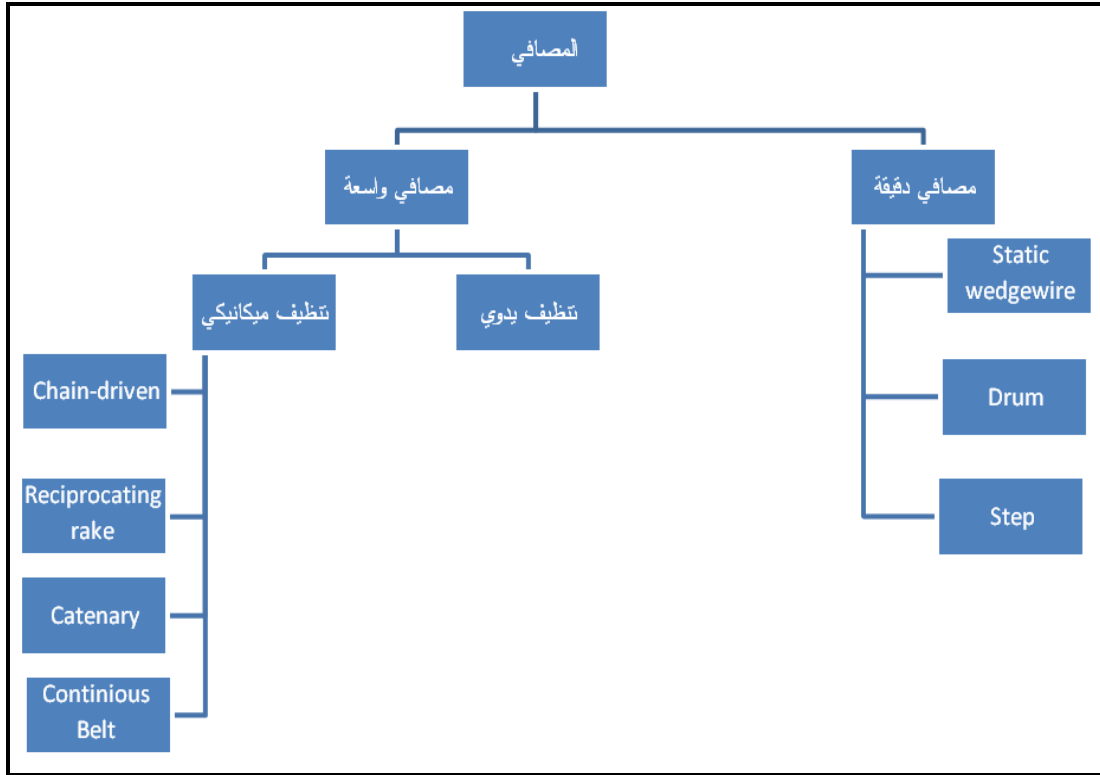 المصافي
مصافي واسعة
مصافي دقيقة
تنظيف ميكانيكي
تنظيف يدوي
Static
wedgewire
Chain-driven
Drum
Reciprocating
rake
Step
Catenary
Continious
Belt